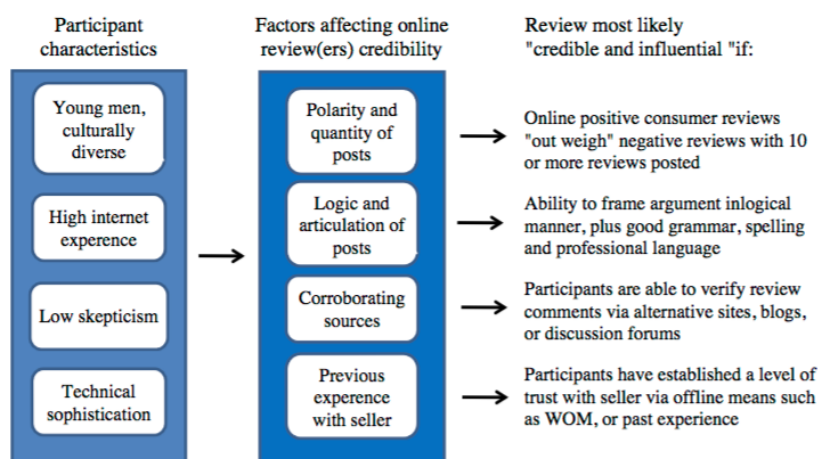 Participant
characteristics
Young men,
culturally
diverse
High internet
experence
Low skepticism
Technical
sophistication
Factors affecting online
review(ers) credibility
Polarity and
quantity of
posts
Logic and
articulation of
posts
Corroborating
sources
Previous
experence
with seller
Review most likely
"credible and influential "if:
Online positive consumer reviews
"out weigh" negative reviews with 10
or more reviews posted
Ability to frame argument inlogical
manner, plus good grammar, spelling
and professional language
Participants are able to verify review
comments via alternative sites, blogs,
or discussion forums
Participants have established a level of
trust with seller via offline means such
as WOM, or past experience